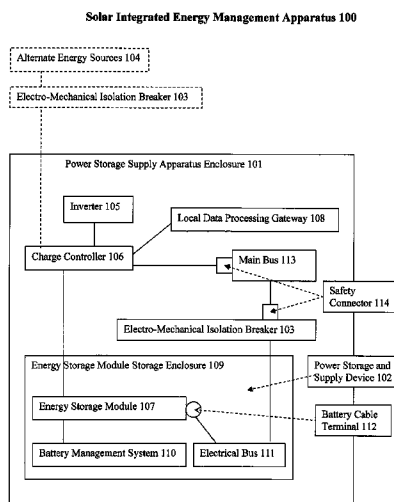 Solar Integrated Energy Management Apparatus 100
Alternate Energy Sources 104
Electro-Mechanical Isolation Breaker 103
Power Storage Supply Apparatus Enclosure 101
Inverter 105
Local Data Processing Gateway 108
Charge Controller 106
Main Bus 113
Safety
Connector 114
Electro-Mechanical Isolation Breaker 103
Energy Storage Module Storage Enclosure 109
Power Storage and
Supply Device 102
Energy Storage Module 107
Battery Cable
Terminal 112
Battery Management System 110
Electrical Bus 111